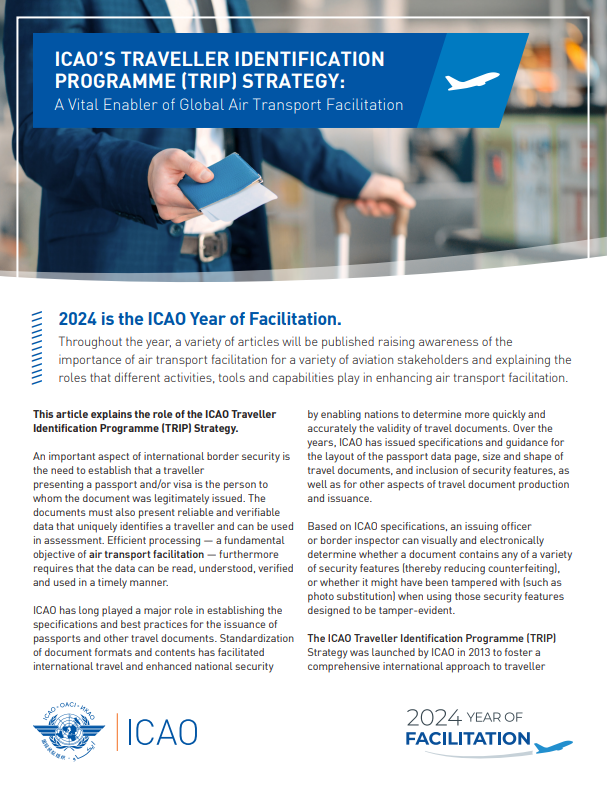 ICAO'S TRAVELLER IDENTIFICATION
PROGRAMME (TRIP) STRATEGY:
A Vital Enabler of Global Air Transport Facilitation
2024 is the ICAO Year of Facilitation.
Throughout the year, a variety of articles will be published raising awareness of the
importance of air transport facilitation for a variety of aviation stakeholders and explaining the
roles that different activities, tools and capabilities play in enhancing air transport facilitation.
This article explains the role of the ICAO Traveller
Identification Programme (TRIP) Strategy.
An important aspect of international border security is
the need to establish that a traveller
presenting a passport and/or visa is the person to
whom the document was legitimately issued. The
documents must also present reliable and verifiable
data that uniquely identifies a traveller and can be used
in assessment. Efficient processing — a fundamental
objective of air transport facilitation — furthermore
requires that the data can be read, understood, verified
and used in a timely manner.
ICAO has long played a major role in establishing the
specifications and best practices for the issuance of
passports and other travel documents. Standardization
of document formats and contents has facilitated
international travel and enhanced national security
by enabling nations to determine more quickly and
accurately the validity of travel documents. Over the
years, ICAO has issued specifications and guidance for
the layout of the passport data page, size and shape of
travel documents, and inclusion of security features, as
well as for other aspects of travel document production
and issuance.
Based on ICAO specifications, an issuing officer
or border inspector can visually and electronically
determine whether a document contains any of a variety
of security features (thereby reducing counterfeiting),
or whether it might have been tampered with (such as
photo substitution) when using those security features
designed to be tamper-evident.
The ICAO Traveller Identification Programme (TRIP)
Strategy was launched by ICAO in 2013 to foster a
comprehensive international approach to traveller
ICAO · OACI · ИКАО
ICAO
2024 YEAR OF
FACILITATION